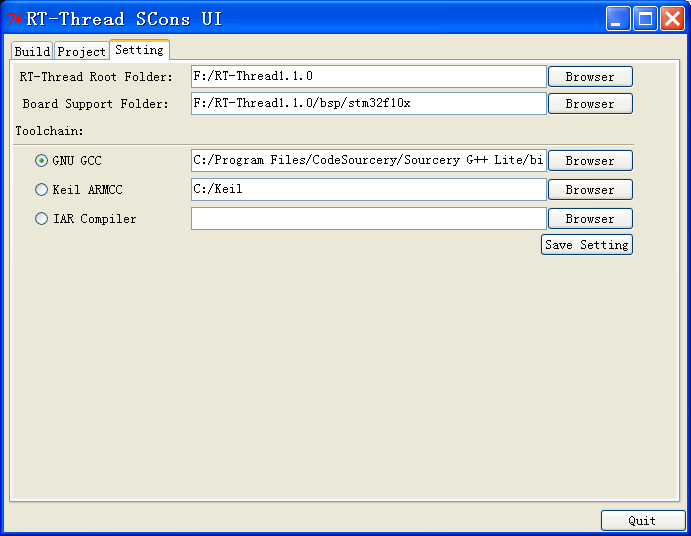 RT-Thread SCons UI
Build Project Setting
RT-Thread Root Folder: F:/RT-Thread1.1.0 Browser
Board Support Folder: F:/RT-Thread1.1.0/bsp/stm32f10x Browser
Toolchain:
GNU GCC C:/Program Files/CodeSourcery/Sourcery G++ Lite/bi Browser
Keil ARMCC C:/Keil Browser
IAR Compiler Browser
Save Setting
Quit